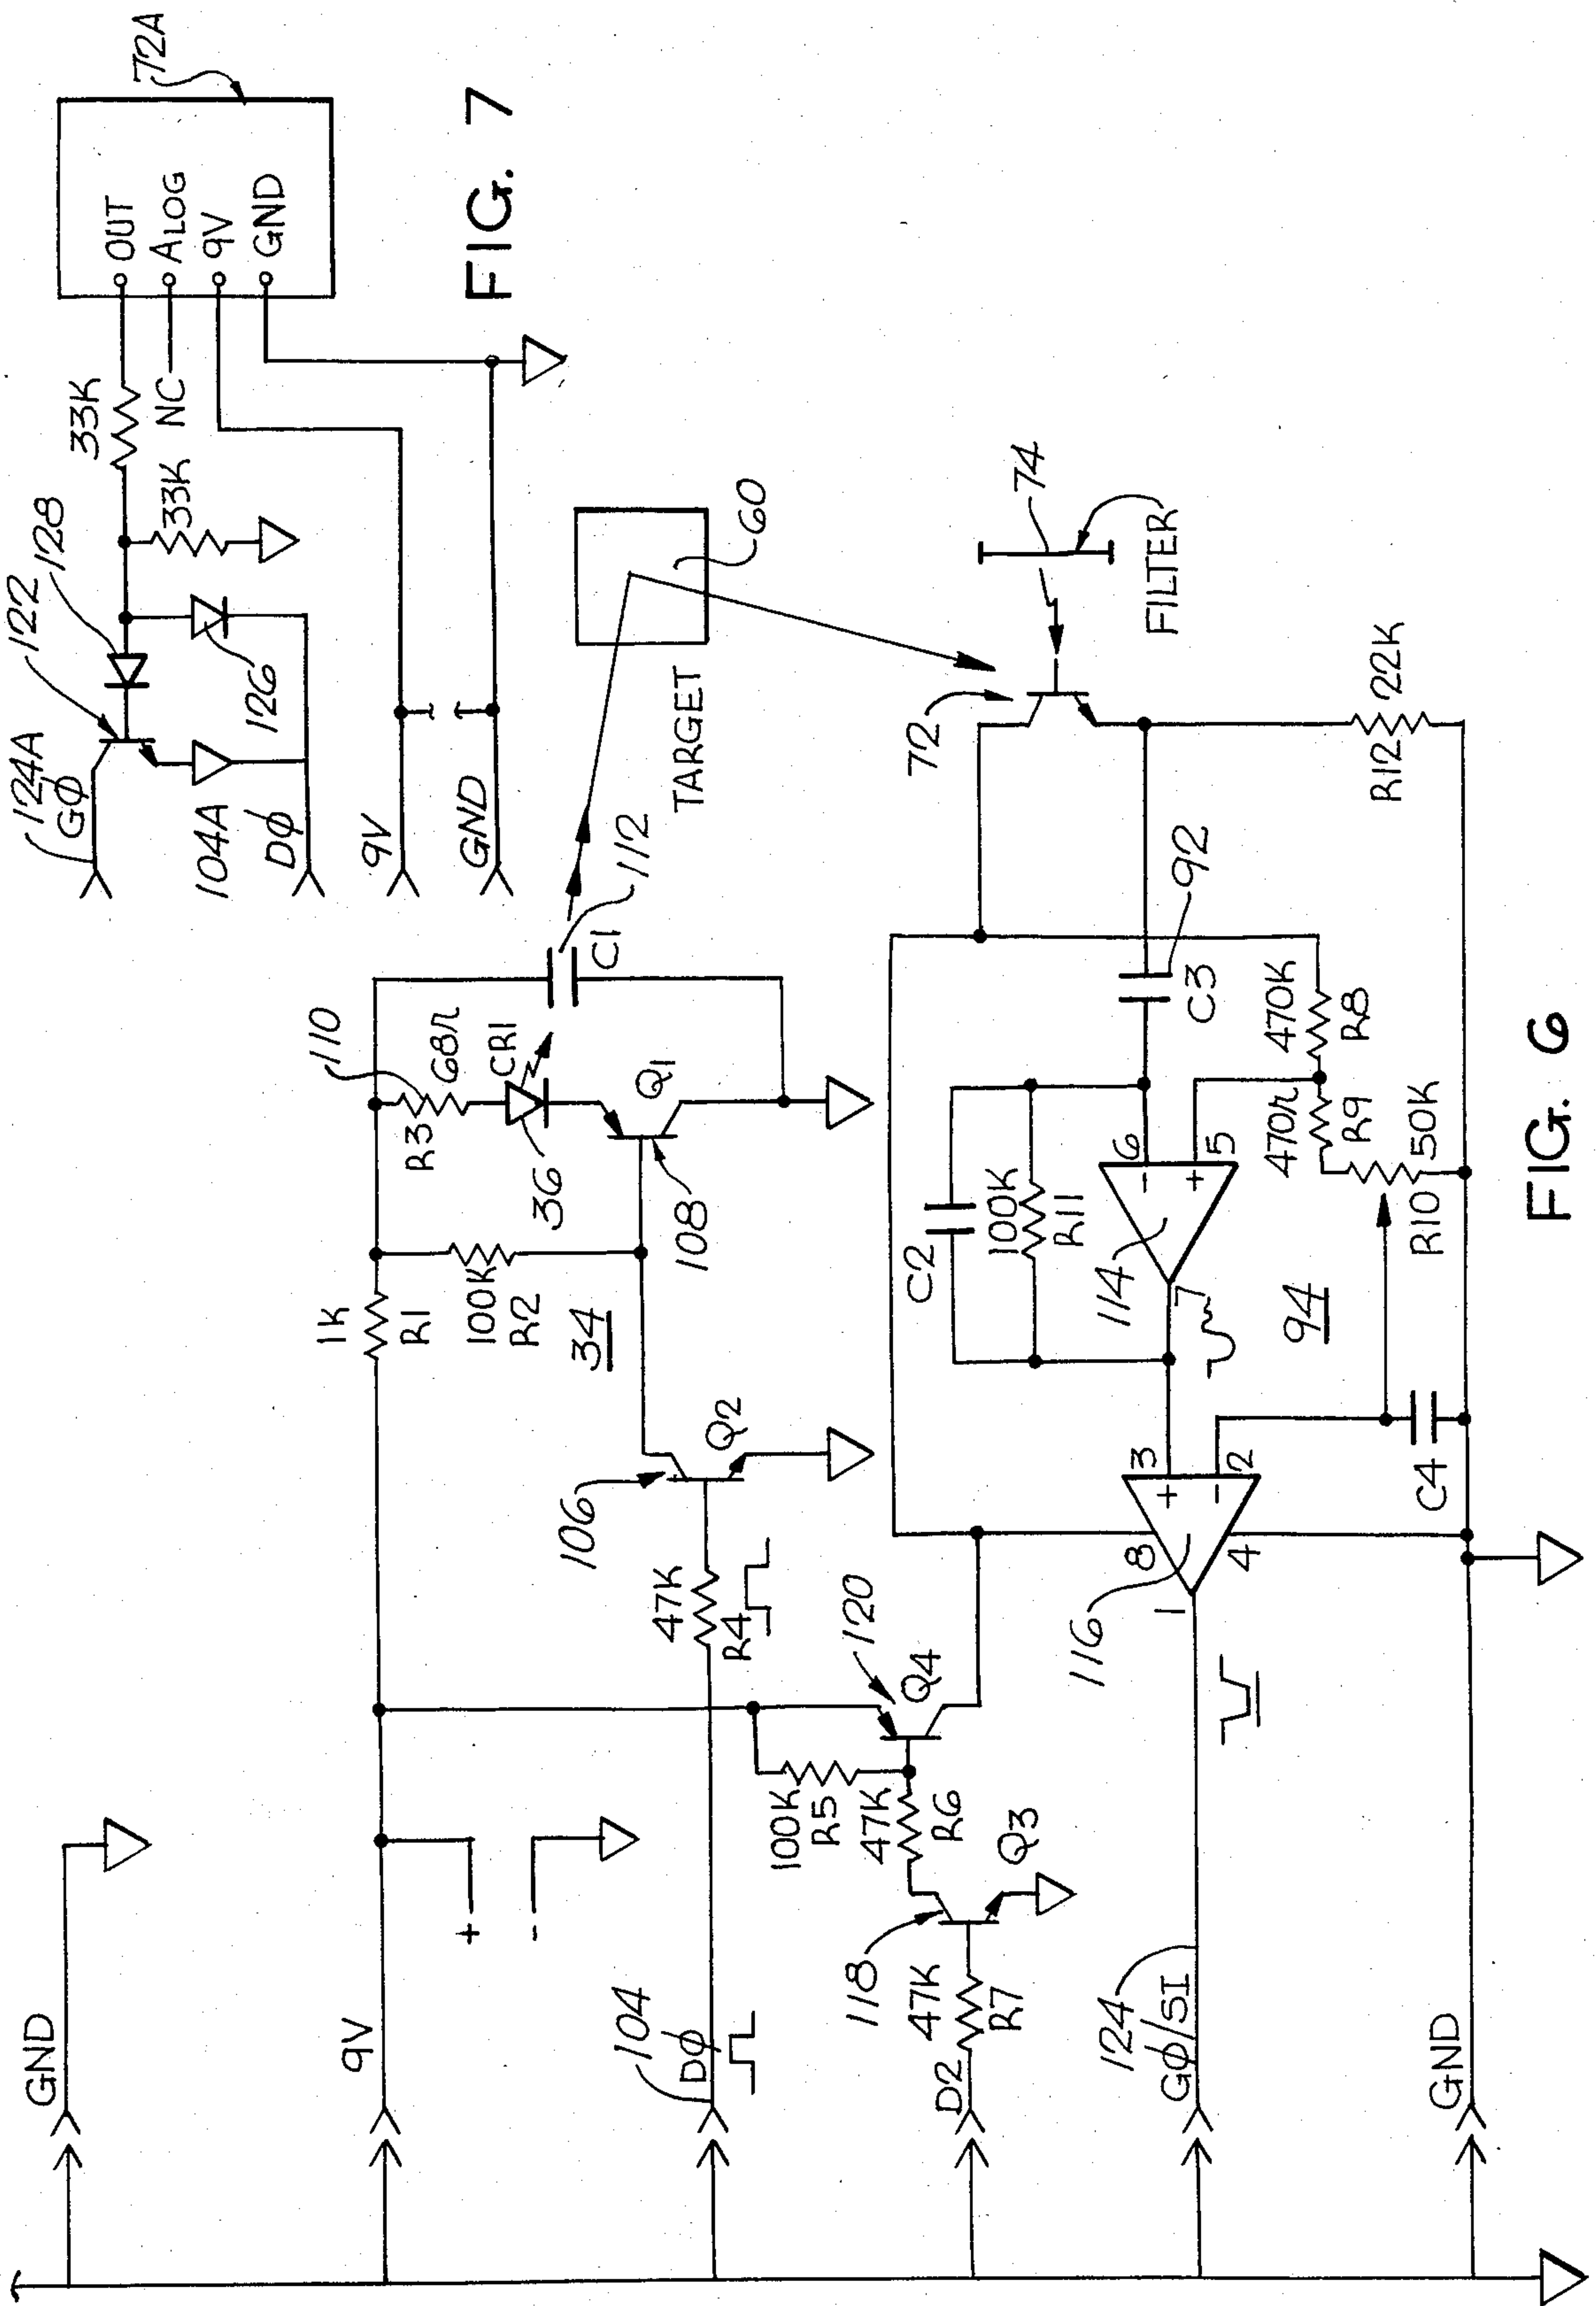 72A
OUT
ALOG
9V
GND
33K
NC
33K
128
122
126
124A
GØ
104A
DØ
9V
GND
FIG. 7
GND
9V
+
-
104
DØ
1K
R1
100K
R2
34
110
68Ω
R3
CR1
36
Q1
108
C1
112
TARGET
60
106
Q2
47K
R4
100K
R5
47K
R6
120
Q4
Q3
118
47K
R7
D2
72
74
FILTER
92
C3
C2
100K
R11
6
-
5
+
114
7
470K
R8
470Ω
R9
50K
R10
R12
22K
94
3
+
2
-
8
4
1
116
C4
124
GØ/SI
GND
FIG. 6